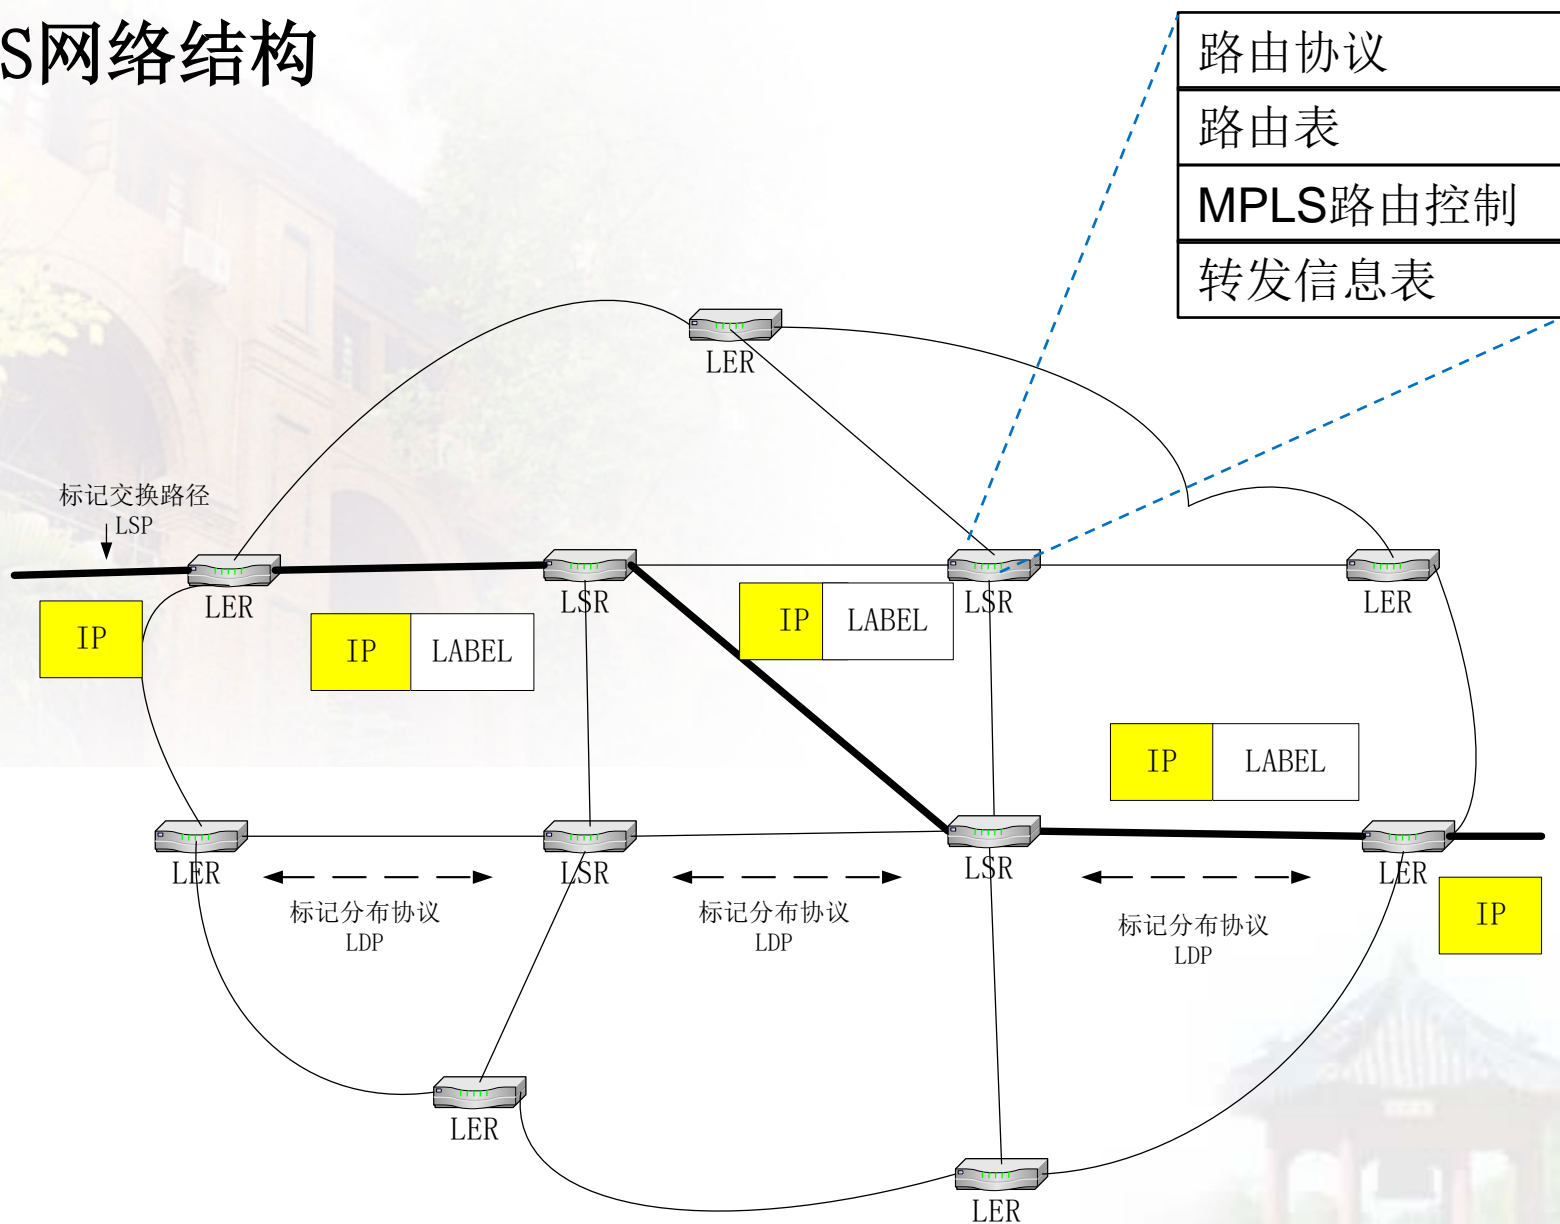 S网络结构
路由协议
路由表
MPLS路由控制
转发信息表
LER
标记交换路径
LSP
LER
LSR
LSR
LER
IP
IP LABEL
IP LABEL
IP LABEL
LER
LSR
LSR
LER
标记分布协议
LDP
标记分布协议
LDP
标记分布协议
LDP
IP
LER
LER